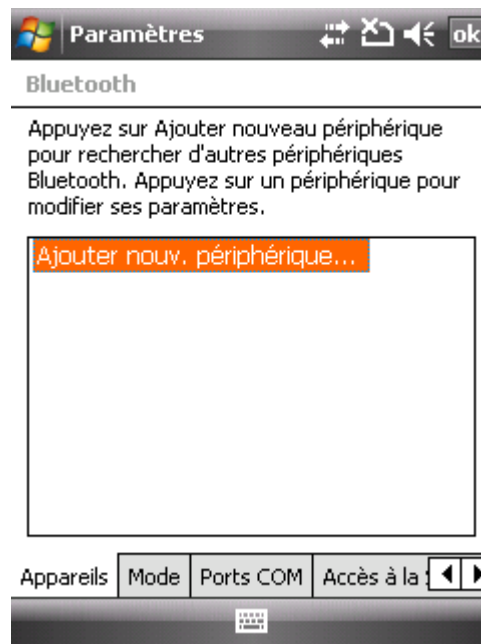 Paramètres ok
Bluetooth
Appuyez sur Ajouter nouveau périphérique
pour rechercher d'autres périphériques
Bluetooth. Appuyez sur un périphérique pour
modifier ses paramètres.
Ajouter nouv. périphérique...
Appareils Mode Ports COM Accès à la